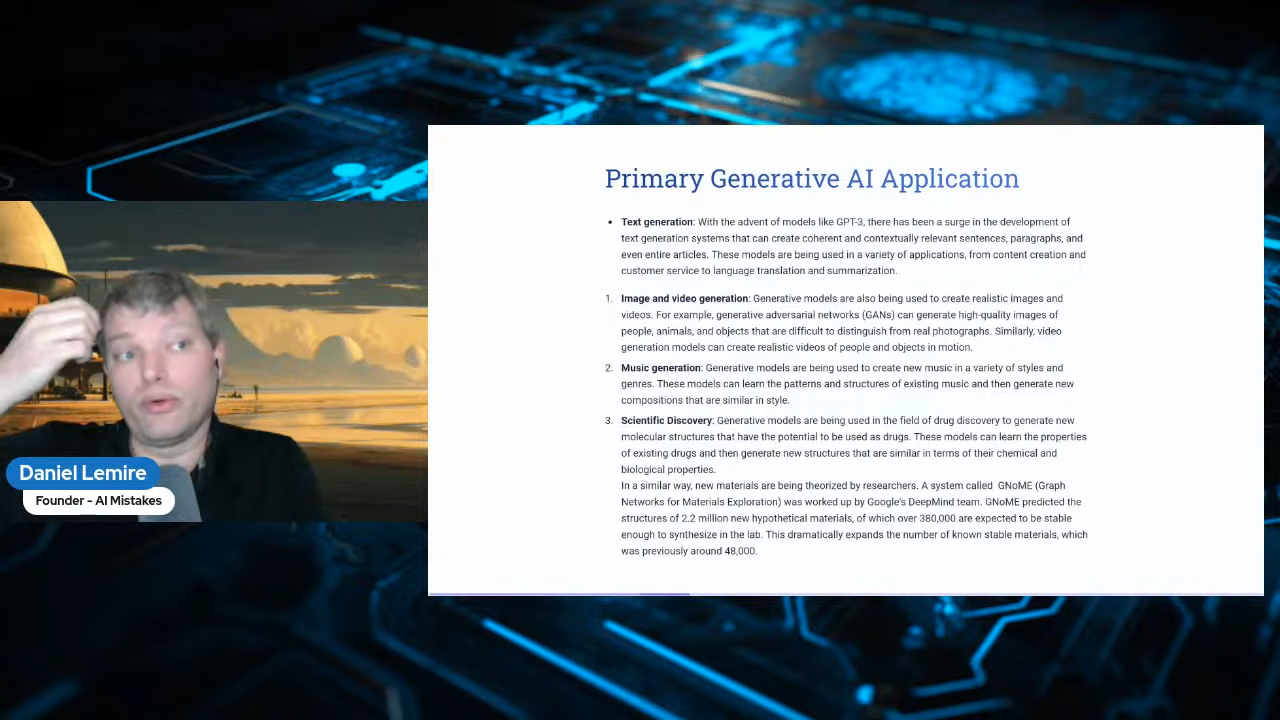 Primary Generative AI Application
Text generation: With the advent of models like GPT-3, there has been a surge in the development of
text generation systems that can create coherent and contextually relevant sentences, paragraphs, and
even entire articles. These models are being used in a variety of applications, from content creation and
customer service to language translation and summarization.
1. Image and video generation: Generative models are also being used to create realistic images and
videos. For example, generative adversarial networks (GANs) can generate high-quality images of
people, animals, and objects that are difficult to distinguish from real photographs. Similarly, video
generation models can create realistic videos of people and objects in motion.
2. Music generation: Generative models are being used to create new music in a variety of styles and
genres. These models can learn the patterns and structures of existing music and then generate new
compositions that are similar in style.
3. Scientific Discovery: Generative models are being used in the field of drug discovery to generate new
molecular structures that have the potential to be used as drugs. These models can learn the properties
of existing drugs and then generate new structures that are similar in terms of their chemical and
biological properties.
In a similar way, new materials are being theorized by researchers. A system called GNoME (Graph
Networks for Materials Exploration) was worked up by Google's DeepMind team. GNoME predicted the
structures of 2.2 million new hypothetical materials, of which over 380,000 are expected to be stable
enough to synthesize in the lab. This dramatically expands the number of known stable materials, which
was previously around 48,000.
Daniel Lemire
Founder - AI Mistakes